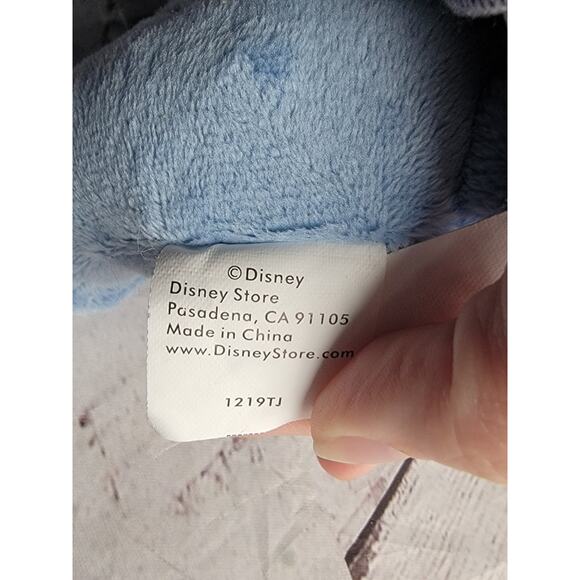 ©Disney
Disney Store
Pasadena, CA 91105
Made in China
www.DisneyStore.com
1219TJ